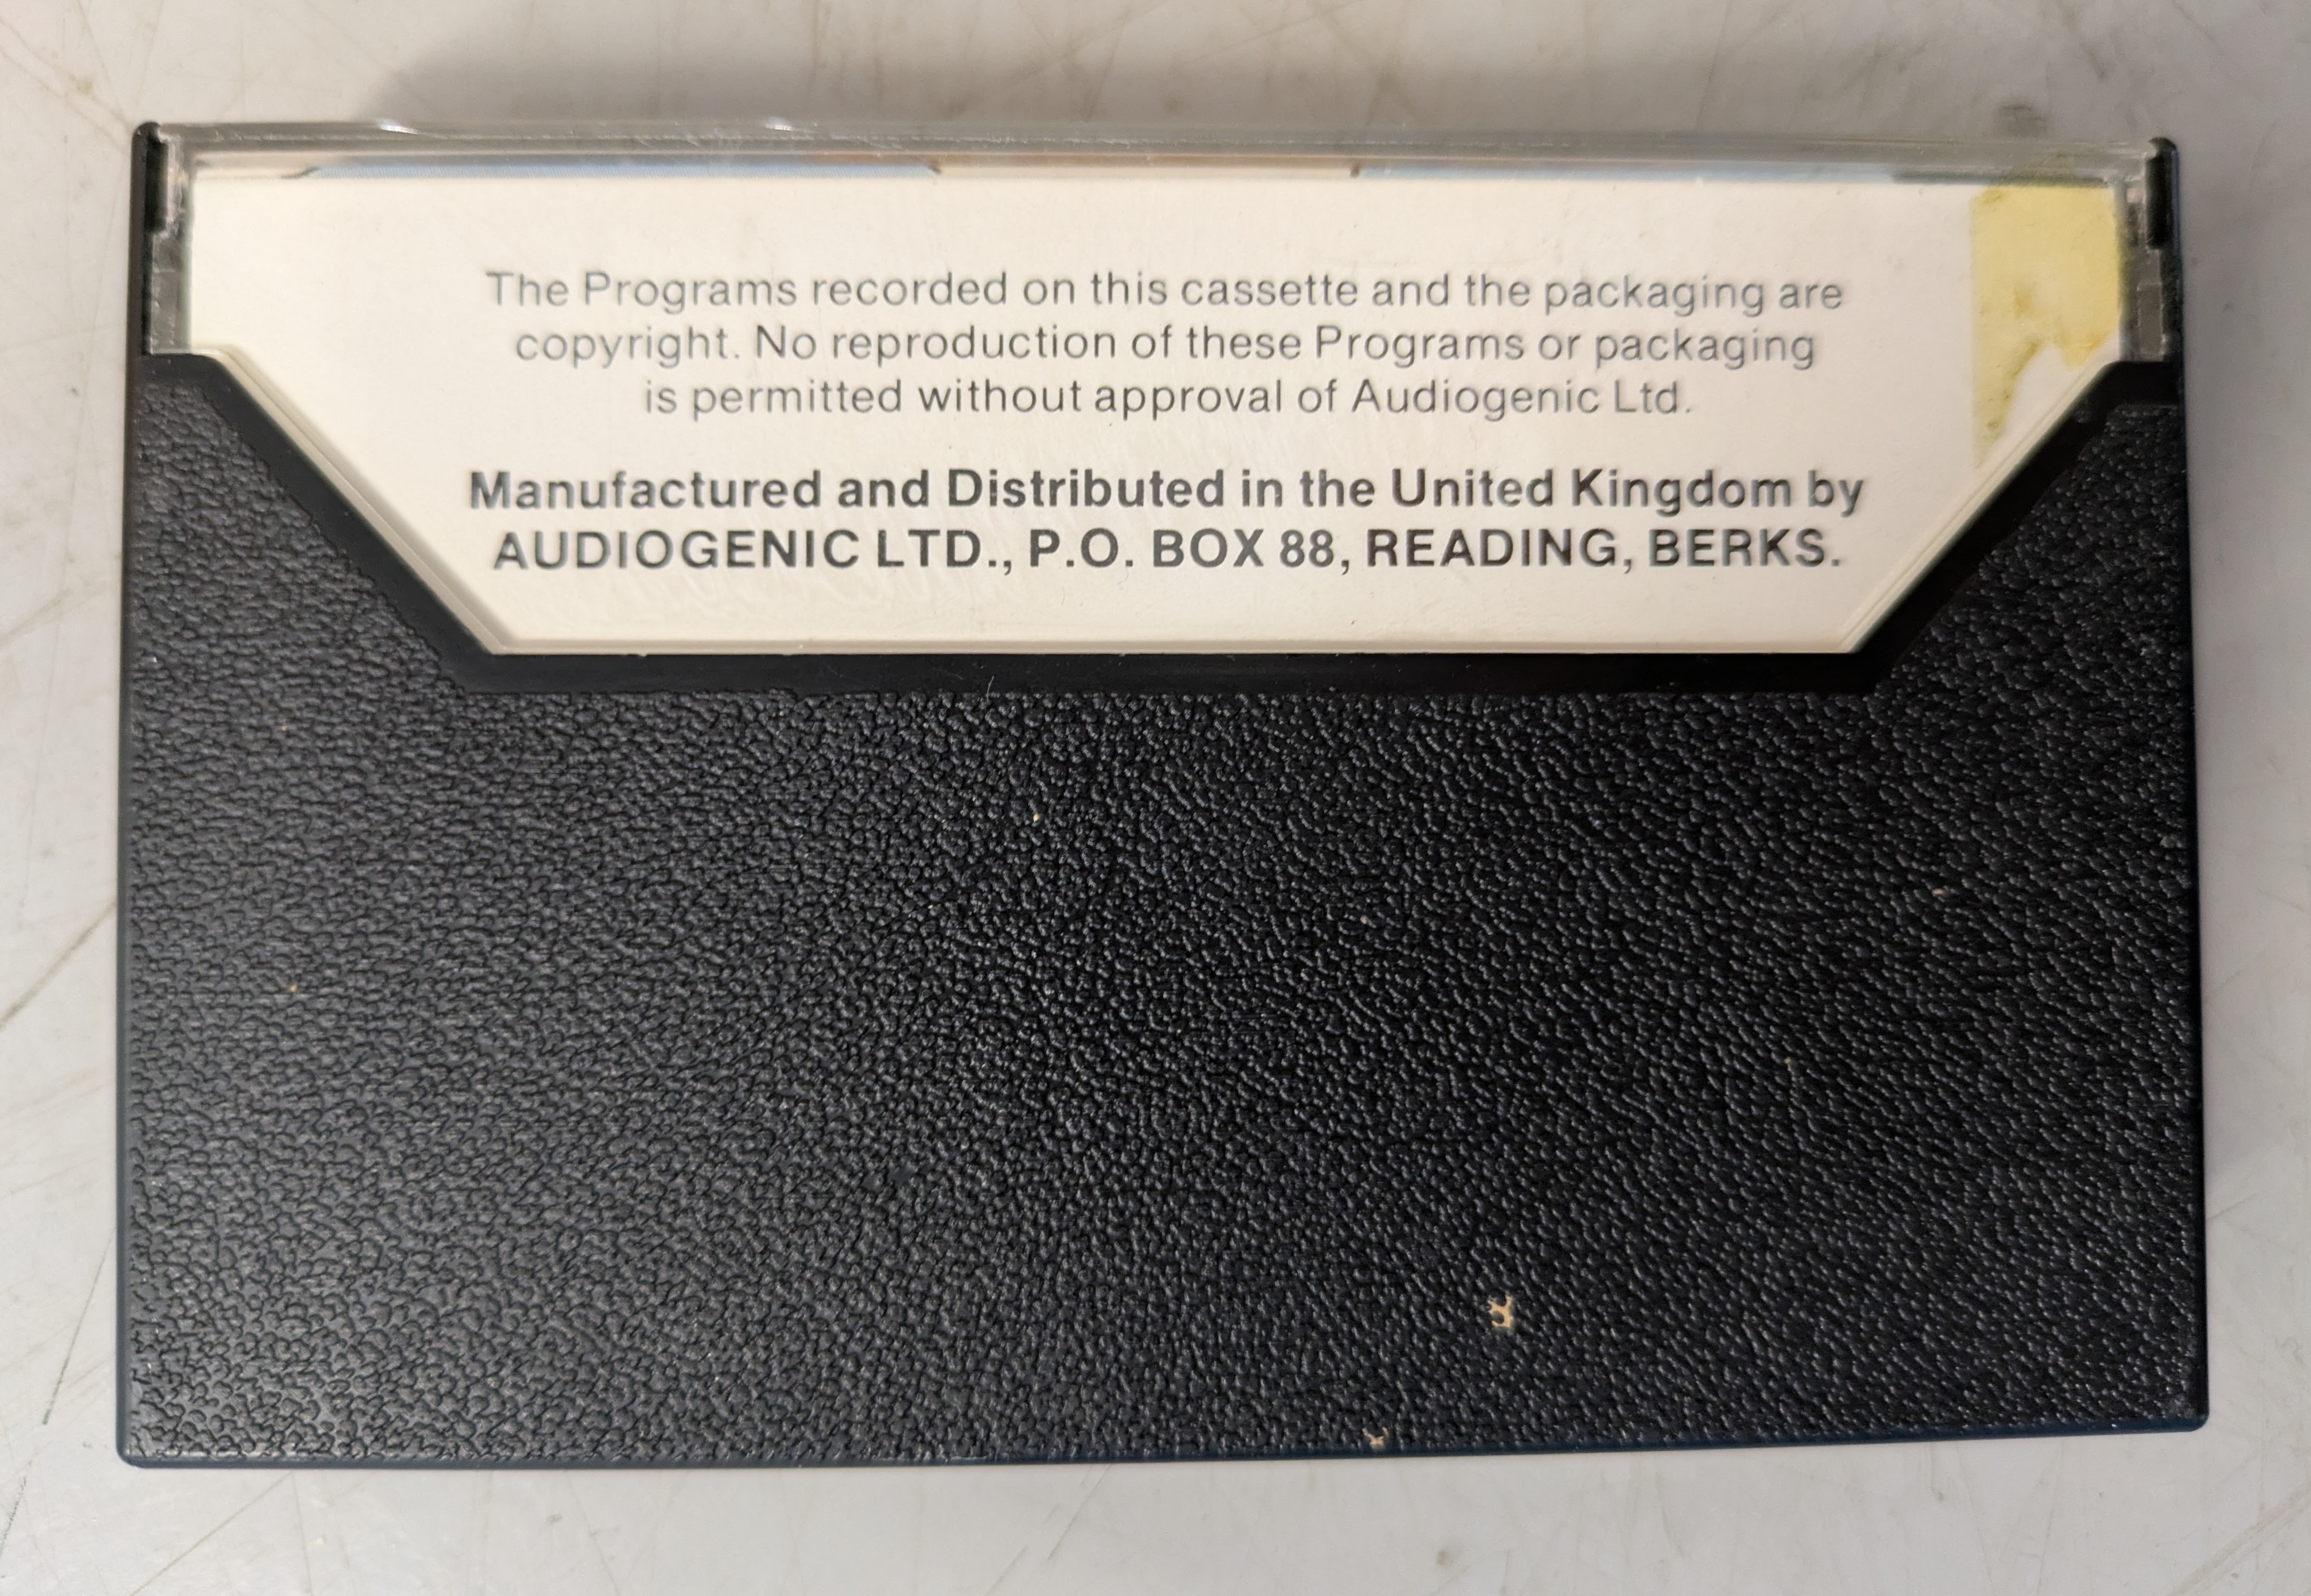 The Programs recorded on this cassette and the packaging are
copyright. No reproduction of these Programs or packaging
is permitted without approval of Audiogenic Ltd.
Manufactured and Distributed in the United Kingdom by
AUDIOGENIC LTD., P.O. BOX 88, READING, BERKS.